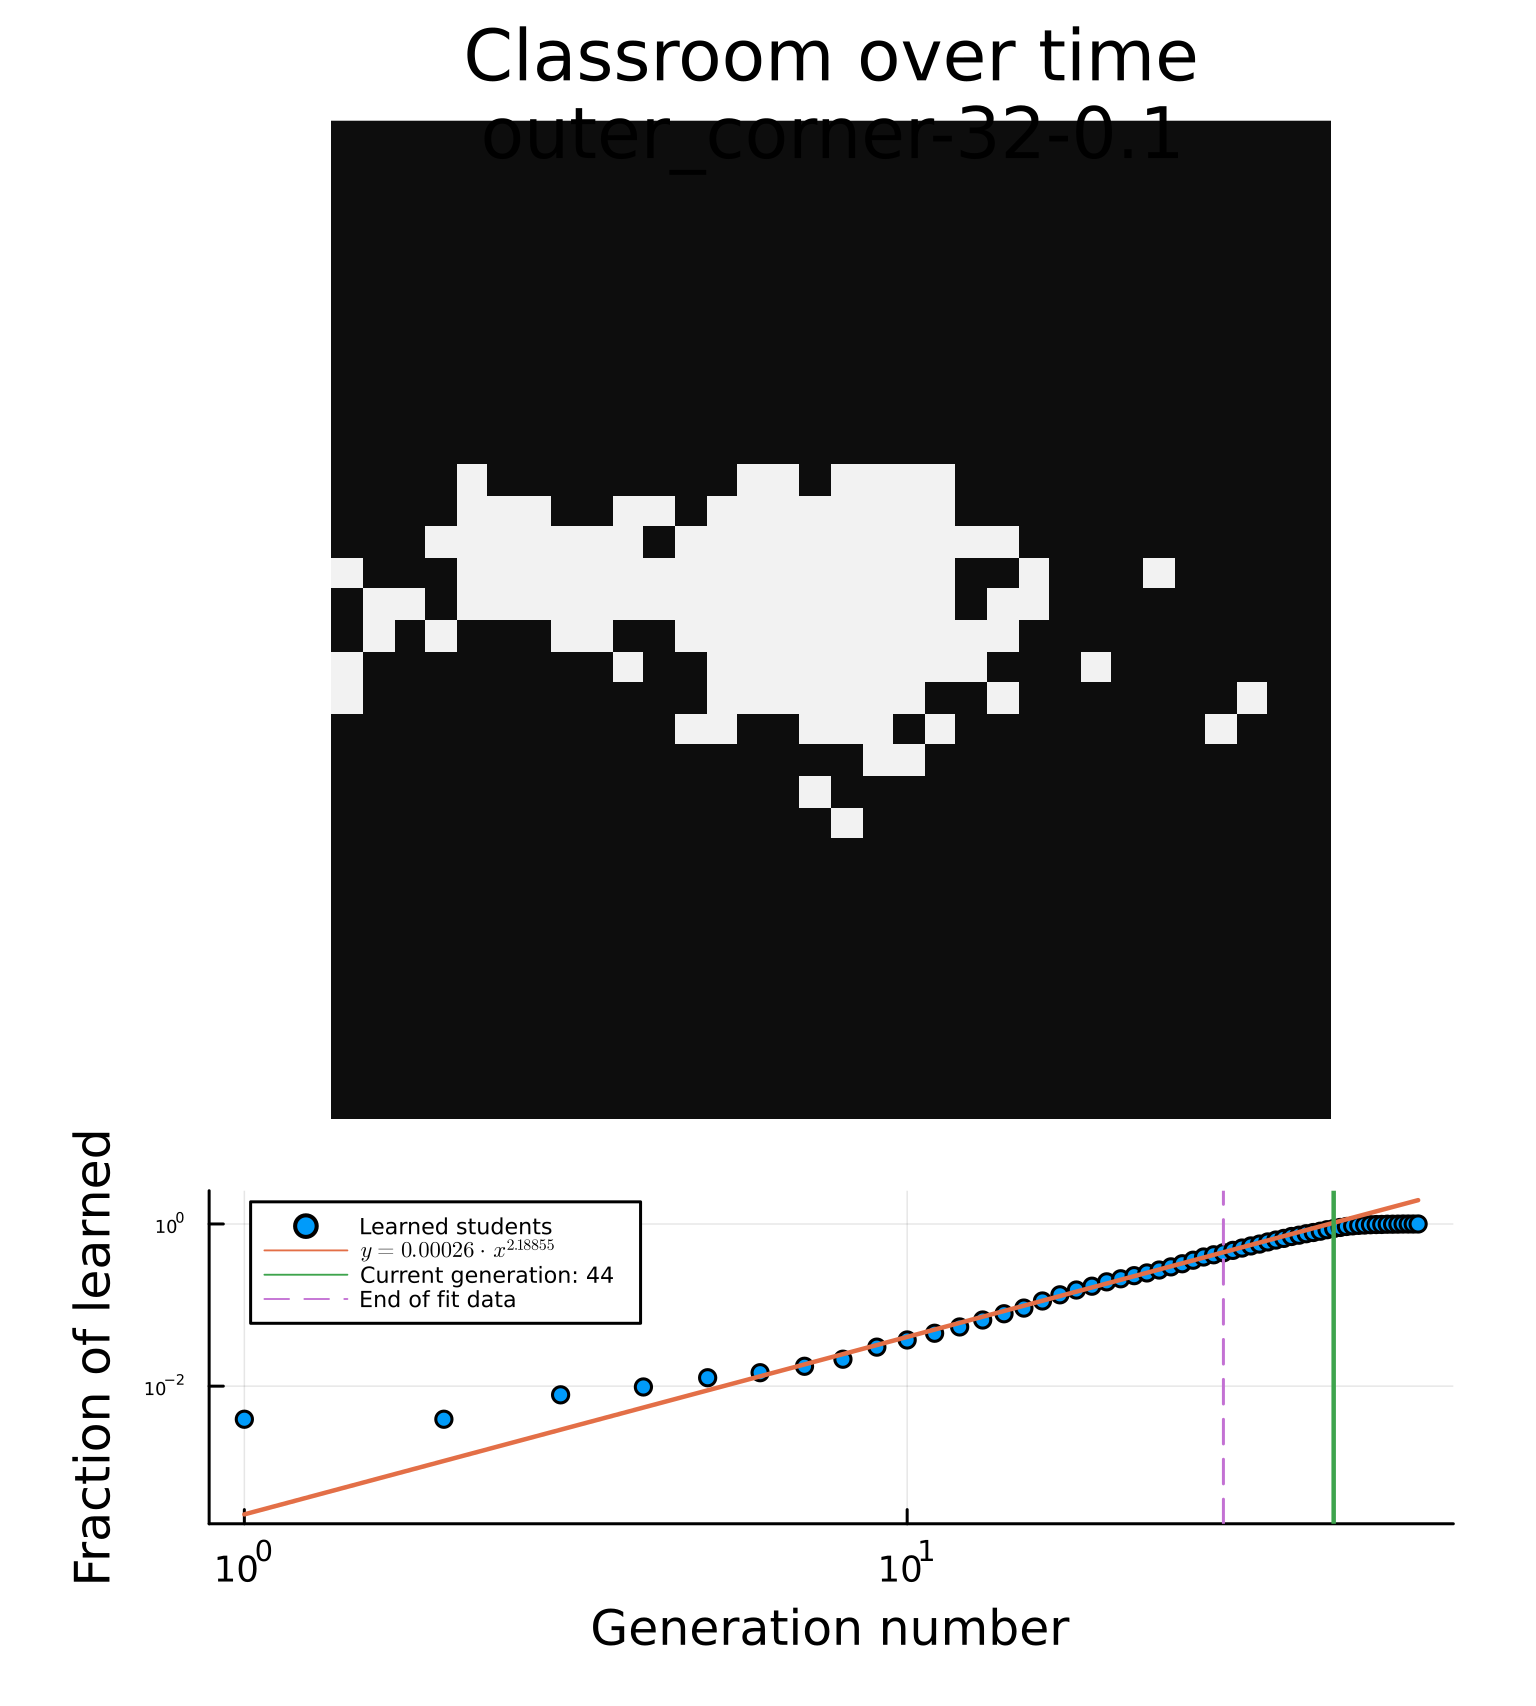 Classroom over time
outer_corner-32-0.1
Fraction of learned
10^0
10^−2
Learned students
y = 0.00026 · x^2.18855
Current generation: 44
End of fit data
10^0
10^1
Generation number